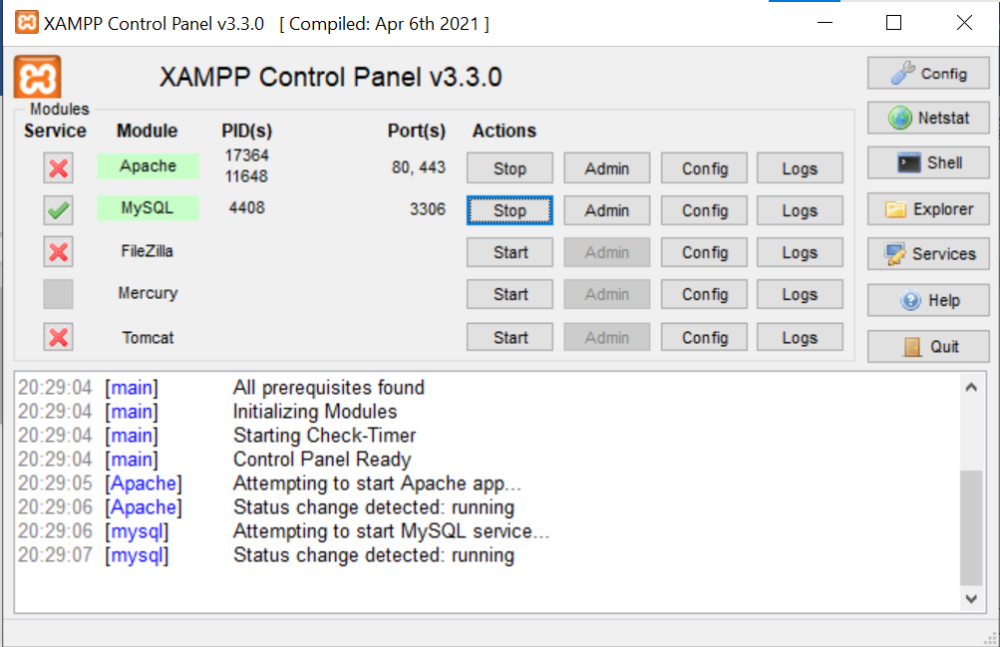 XAMPP Control Panel v3.3.0 [ Compiled: Apr 6th 2021 ]
XAMPP Control Panel v3.3.0
Config
Modules
Service Module PID(s) Port(s) Actions
Netstat
Apache 17364 11648 80, 443 Stop Admin Config Logs
Shell
MySQL 4408 3306 Stop Admin Config Logs
Explorer
FileZilla Start Admin Config Logs
Services
Mercury Start Admin Config Logs
Help
Tomcat Start Admin Config Logs
Quit
20:29:04 [main] All prerequisites found
20:29:04 [main] Initializing Modules
20:29:04 [main] Starting Check-Timer
20:29:04 [main] Control Panel Ready
20:29:05 [Apache] Attempting to start Apache app...
20:29:06 [Apache] Status change detected: running
20:29:06 [mysql] Attempting to start MySQL service...
20:29:07 [mysql] Status change detected: running